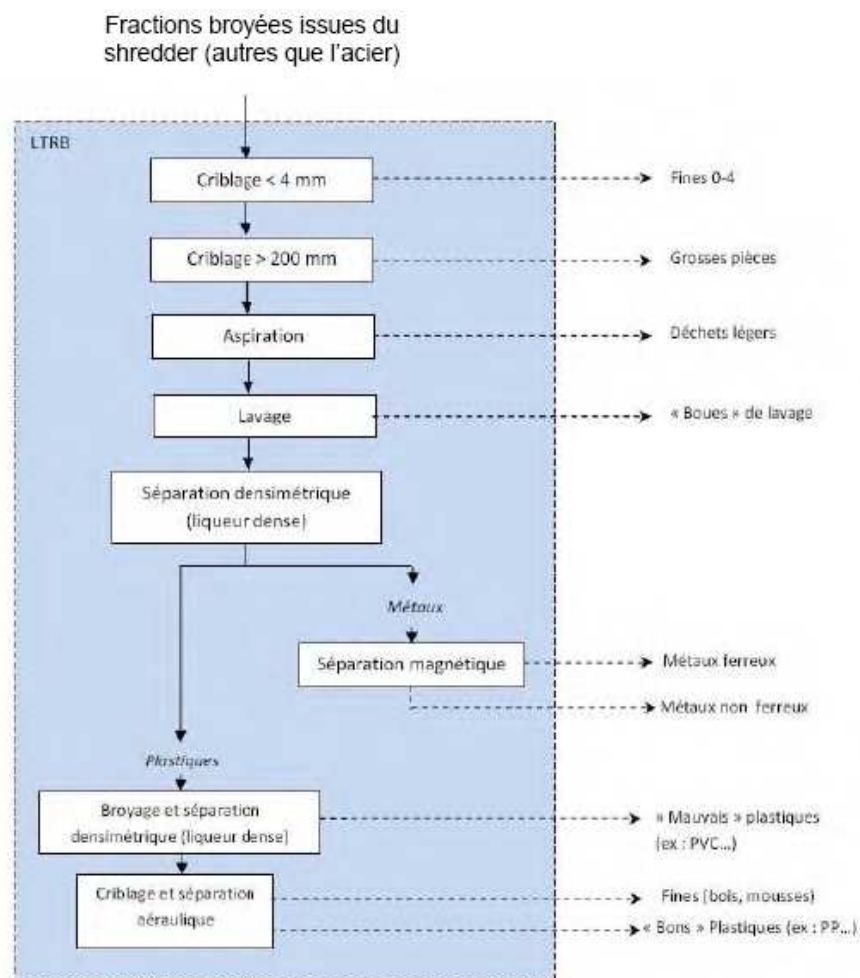 Fractions broyées issues du
shredder (autres que l'acier)
LTRB
Criblage < 4 mm
Fines 0-4
Criblage > 200 mm
Grosses pièces
Aspiration
Déchets légers
Lavage
« Boues » de lavage
Séparation densimétrique
(liqueur dense)
Métaux
Séparation magnétique
Métaux ferreux
Métaux non ferreux
Plastiques
Broyage et séparation
densimétrique (liqueur dense)
« Mauvais » plastiques
(ex : PVC...)
Criblage et séparation
aéraulique
Fines (bois, mousses)
« Bons » Plastiques (ex : PP...)